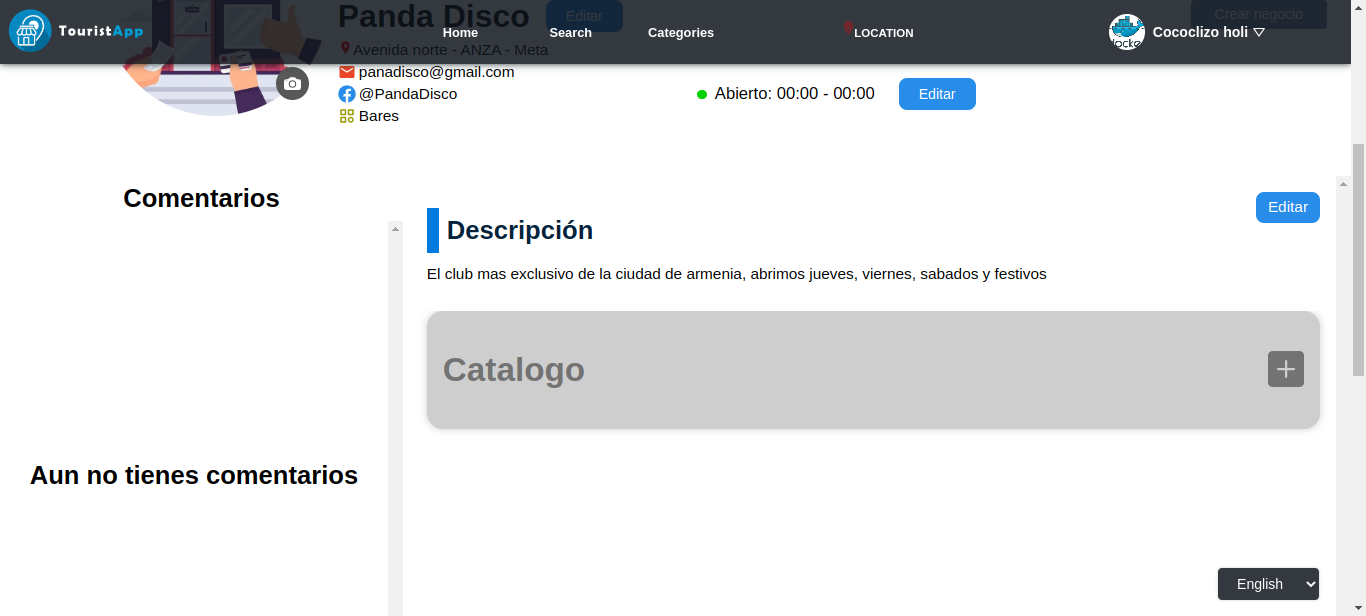 Panda Disco
Editar
Crear negocio
TouristApp
Home
Search
Categories
LOCATION
Cococlizo holi
Avenida norte - ANZA - Meta
panadisco@gmail.com
@PandaDisco
Abierto: 00:00 - 00:00
Editar
Bares
Comentarios
Editar
Descripción
El club mas exclusivo de la ciudad de armenia, abrimos jueves, viernes, sabados y festivos
Catalogo
Aun no tienes comentarios
English